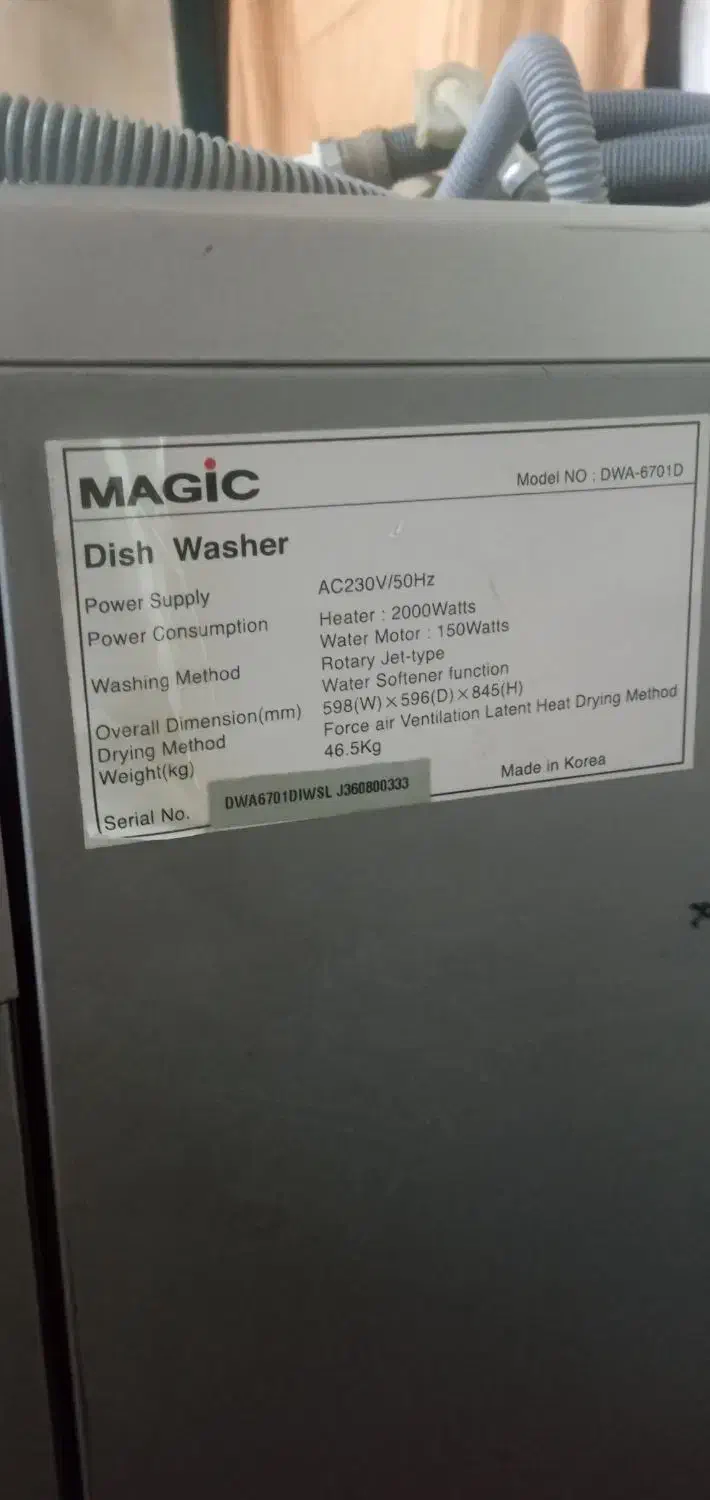 MAGIC
Model NO : DWA-6701D
Dish Washer
Power Supply AC230V/50Hz
Power Consumption Heater : 2000Watts
Water Motor : 150Watts
Washing Method Rotary Jet-type
Water Softener function
Overall Dimension(mm) 598(W)×596(D)×845(H)
Drying Method Force air Ventilation Latent Heat Drying Method
Weight(kg) 46.5Kg
Serial No. DWA6701DIWSL J360800333
Made in Korea